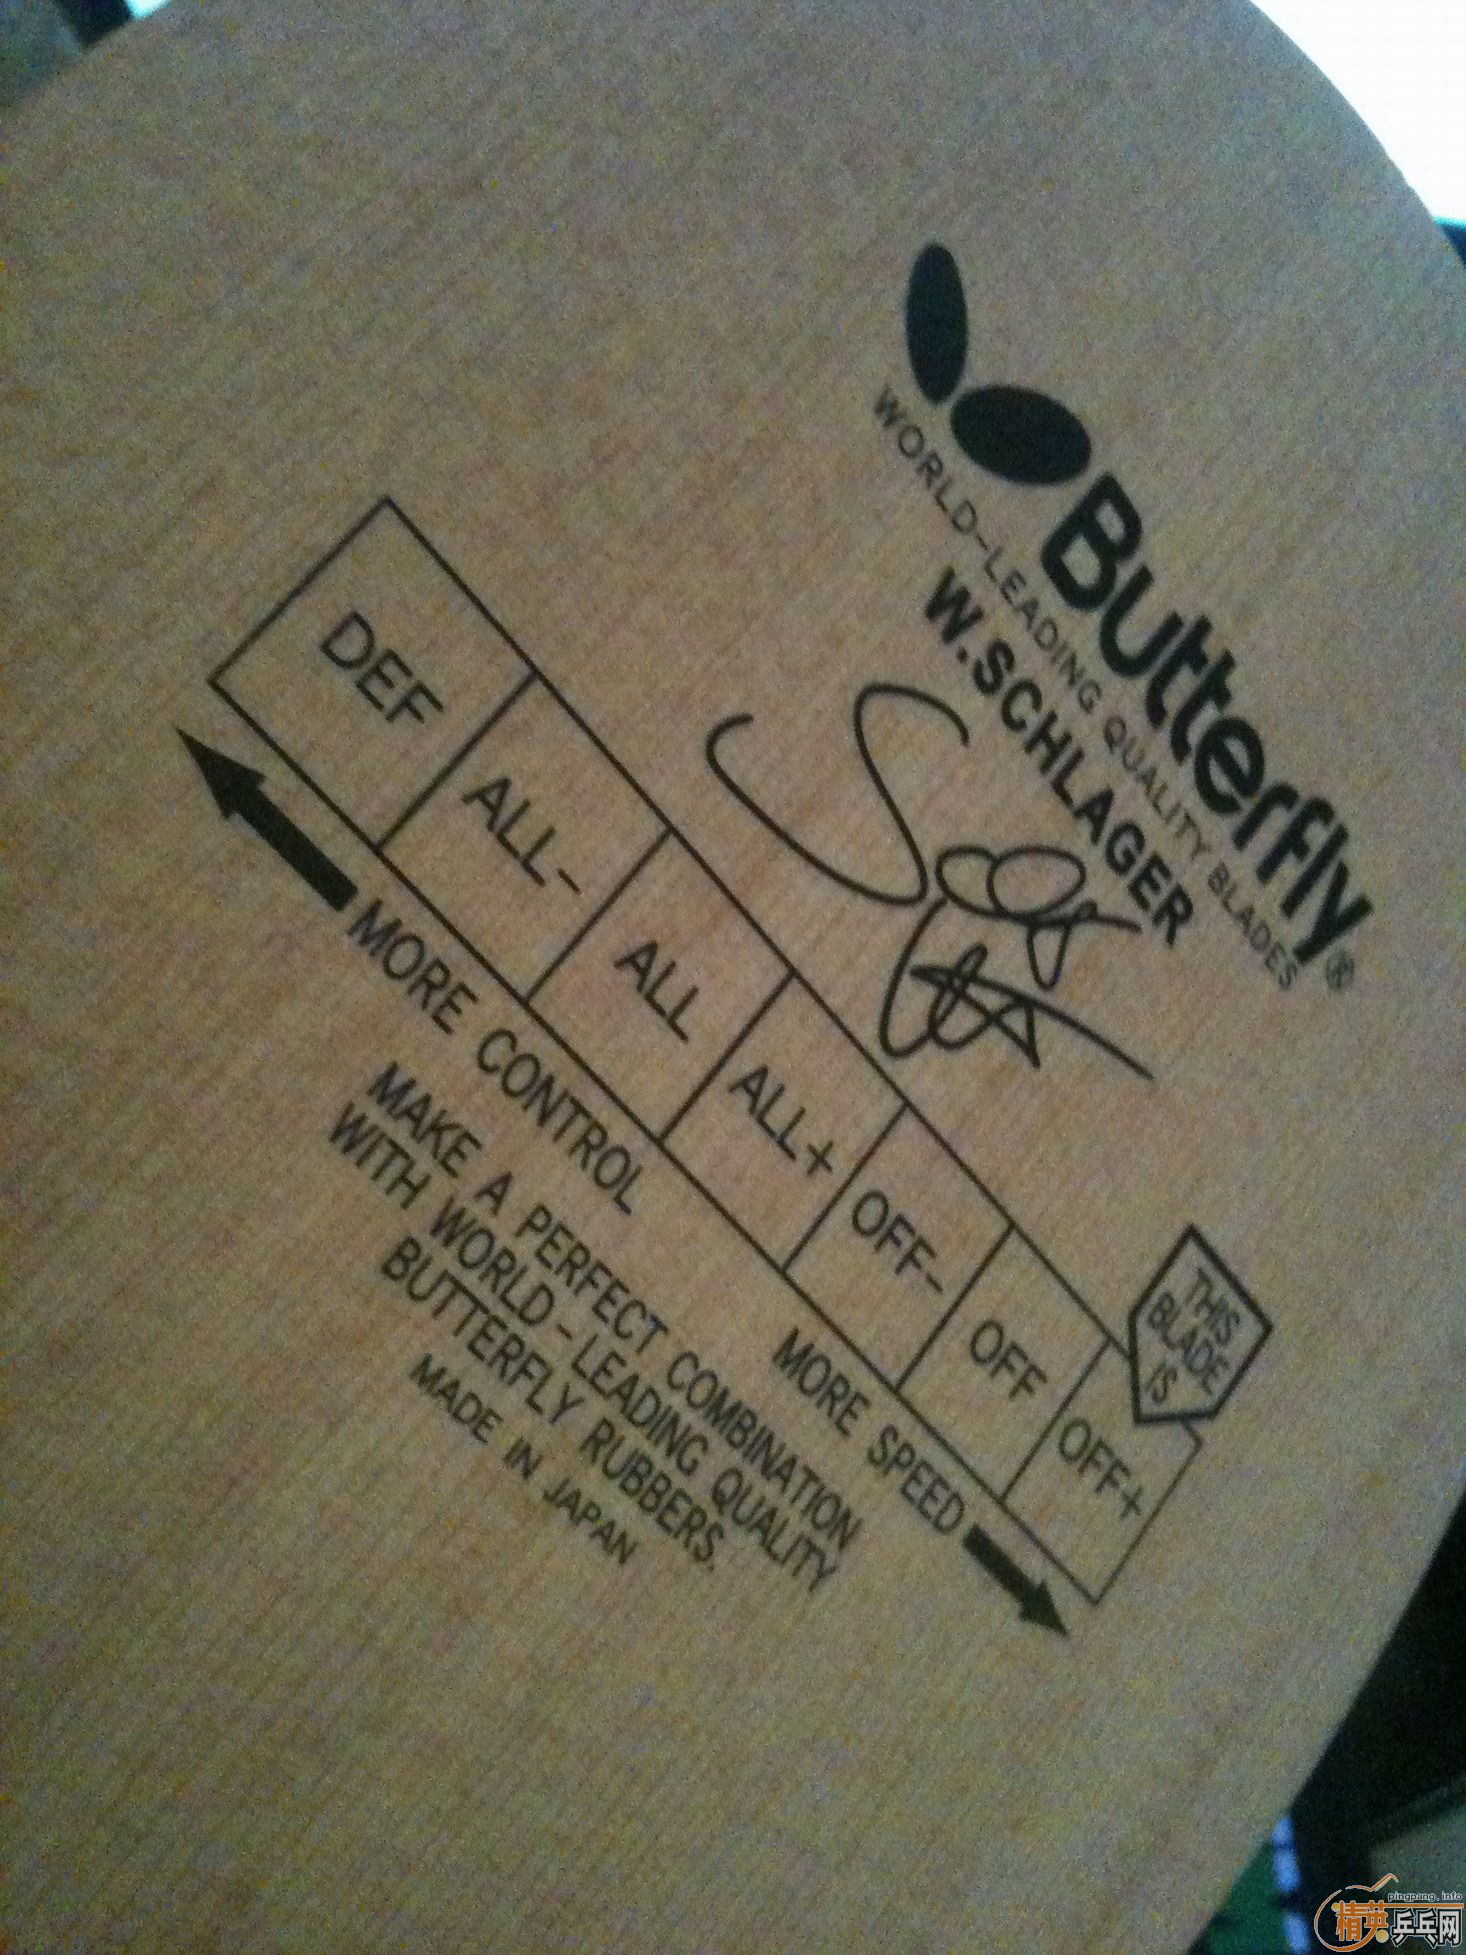 Butterfly®
WORLD-LEADING QUALITY BLADES
W.SCHLAGER
THIS
BLADE
IS
DEF ALL- ALL ALL+ OFF- OFF OFF+
MORE CONTROL MORE SPEED
MAKE A PERFECT COMBINATION
WITH WORLD-LEADING QUALITY
BUTTERFLY RUBBERS.
MADE IN JAPAN
pingpang.info
精英乒乓网